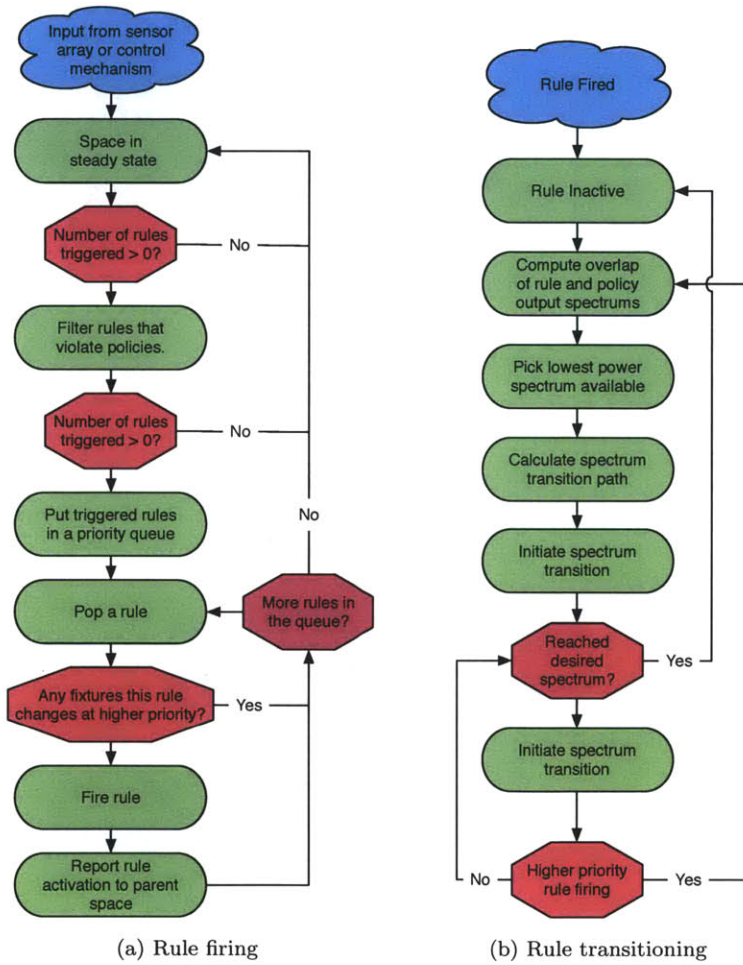 Input from sensor
array or control
mechanism
Space in
steady state
Number of rules
triggered > 0?
No
Filter rules that
violate policies.
Number of rules
triggered > 0?
No
Put triggered rules
in a priority queue
No
Pop a rule
More rules in
the queue?
Any fixtures this rule
changes at higher priority?
Yes
Fire rule
Report rule
activation to parent
space
(a) Rule firing
Rule Fired
Rule Inactive
Compute overlap
of rule and policy
output spectrums
Pick lowest power
spectrum available
Calculate spectrum
transition path
Initiate spectrum
transition
Reached
desired
spectrum?
Yes
Initiate spectrum
transition
No
Higher priority
rule firing
Yes
(b) Rule transitioning